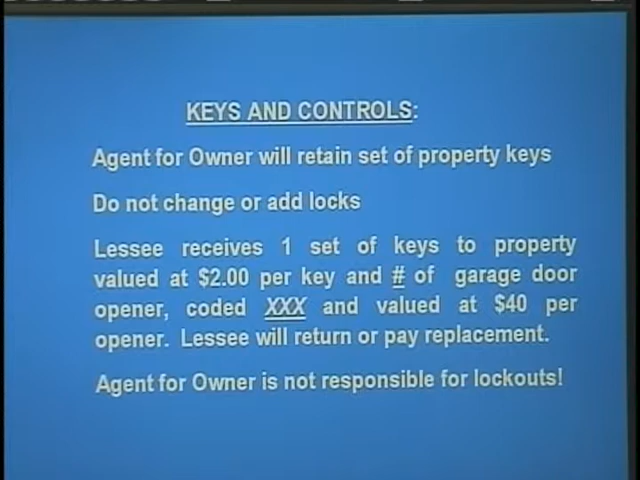 KEYS AND CONTROLS:
Agent for Owner will retain set of property keys
Do not change or add locks
Lessee receives 1 set of keys to property
valued at $2.00 per key and # of garage door
opener, coded XXX and valued at $40 per
opener. Lessee will return or pay replacement.
Agent for Owner is not responsible for lockouts!